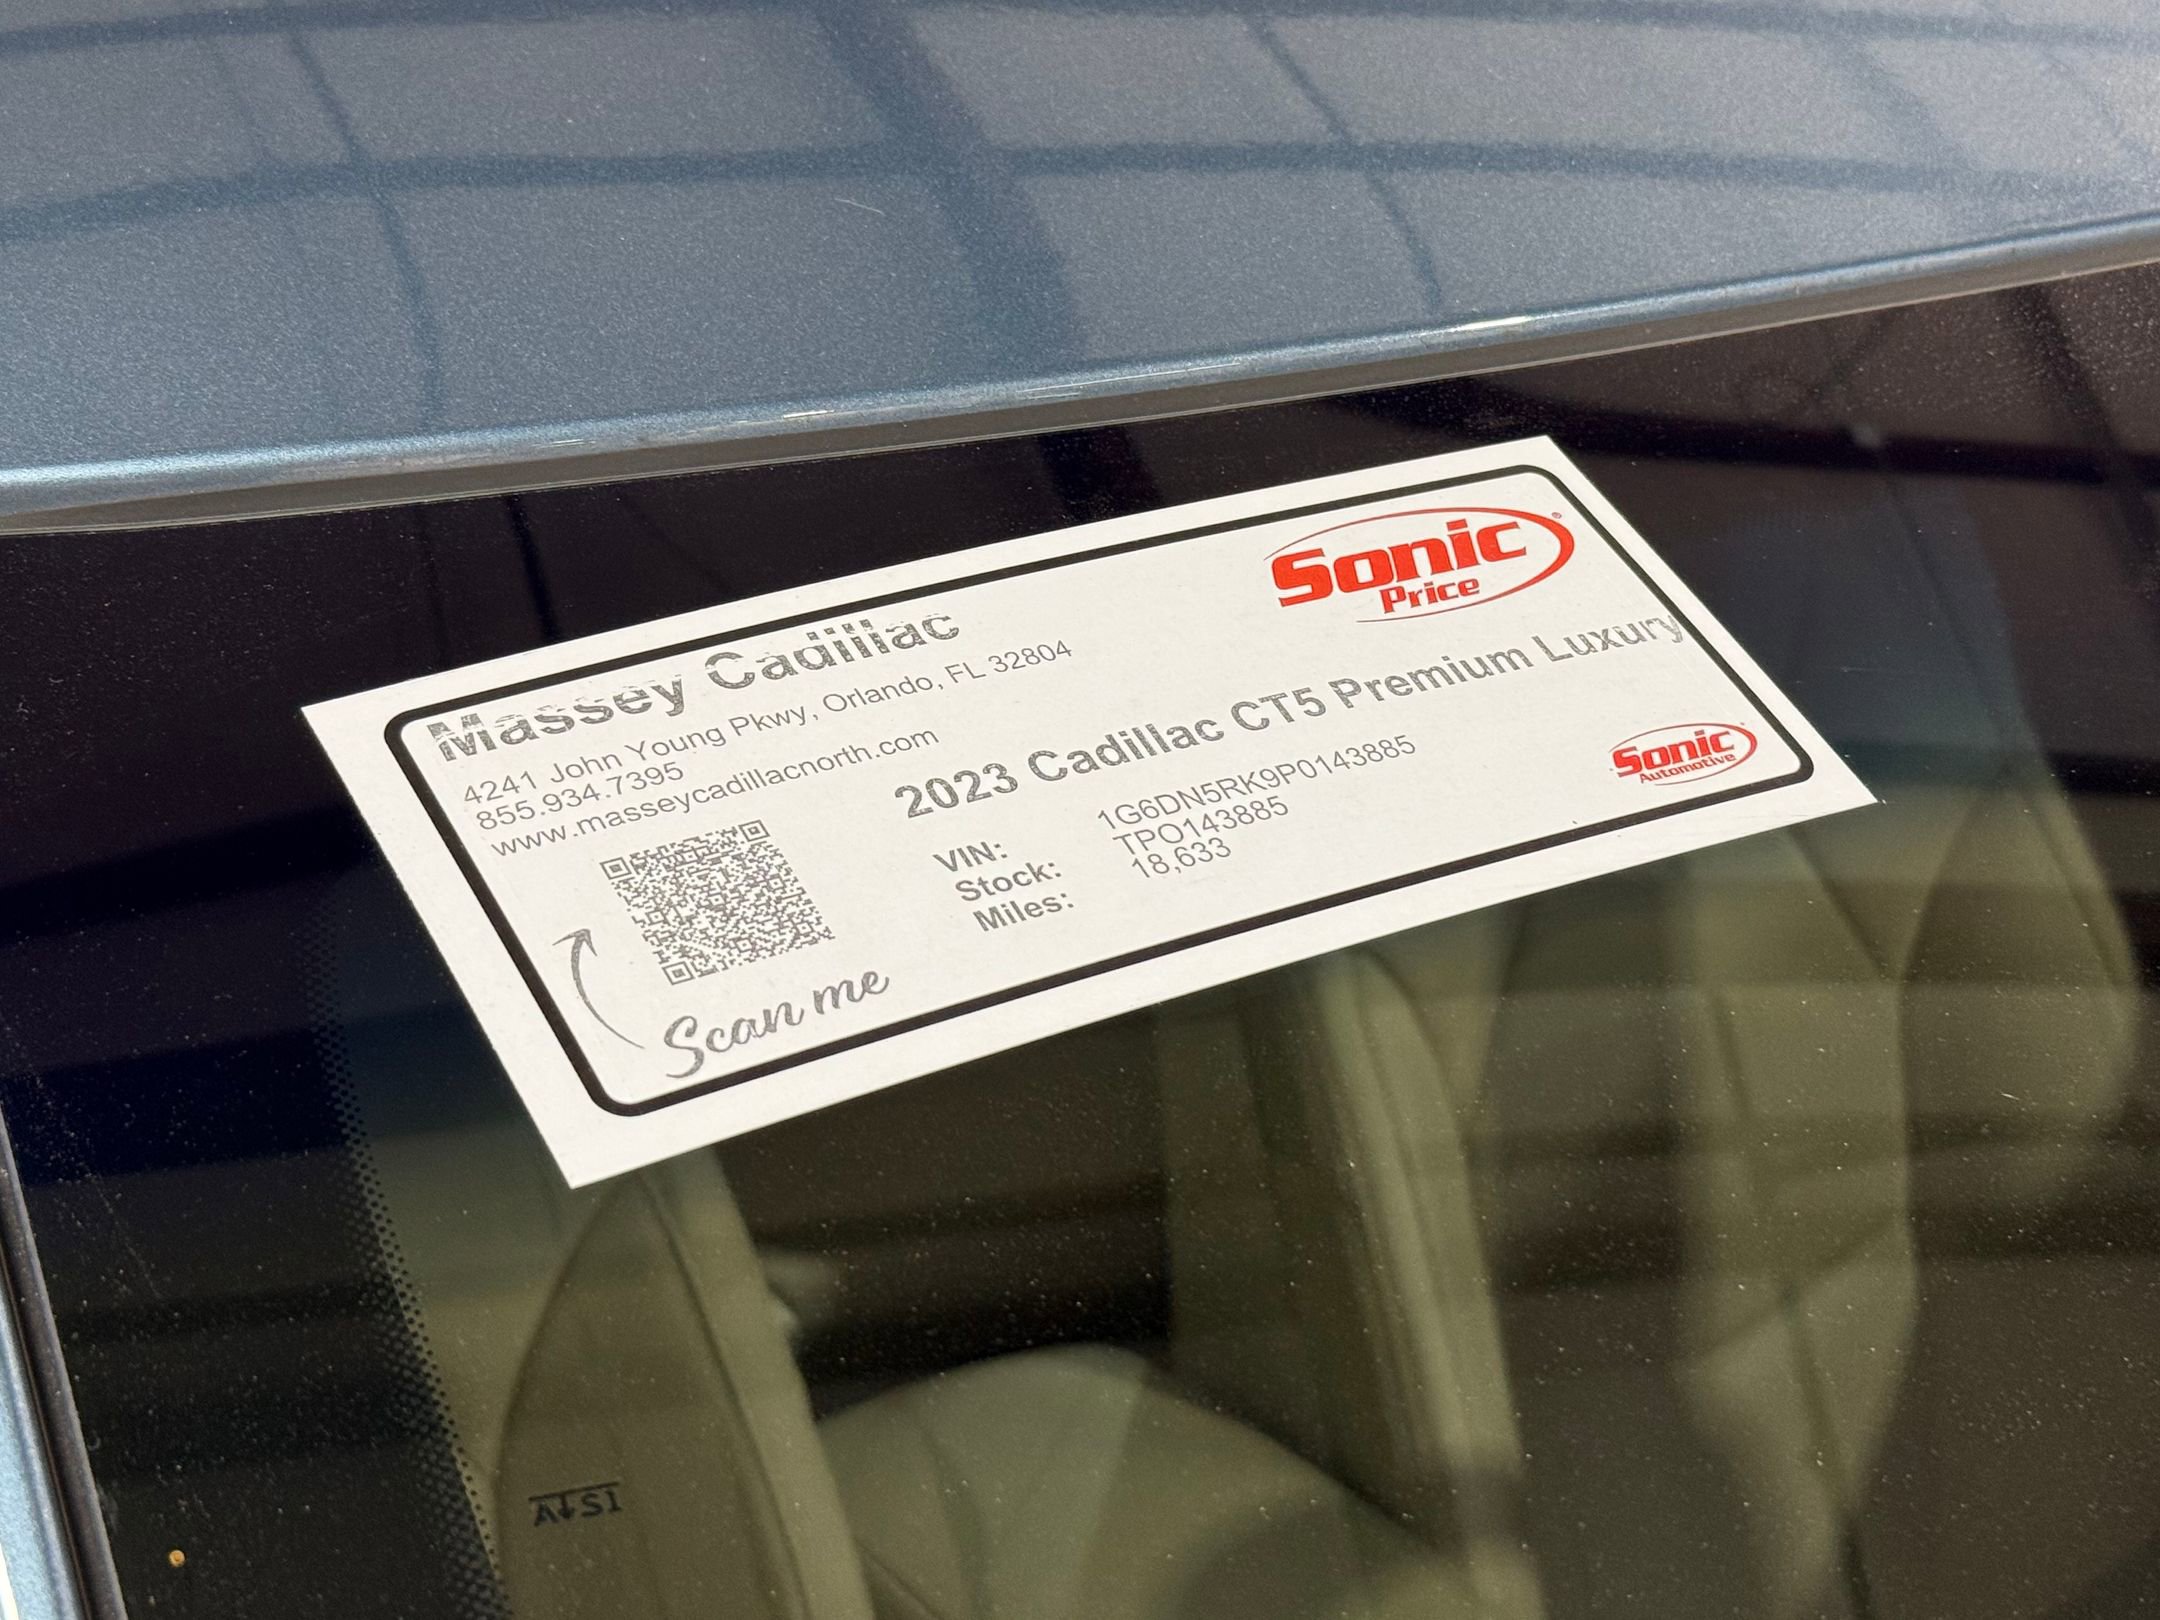 Massey Cadillac
4241 John Young Pkwy, Orlando, FL 32804
855.934.7395
www.masseycadillacnorth.com
Scan me
Sonic®
Price
2023 Cadillac CT5 Premium Luxury
VIN: 1G6DN5RK9P0143885
Stock: TPO143885
Miles: 18,633
Sonic®
Automotive
A↓S1